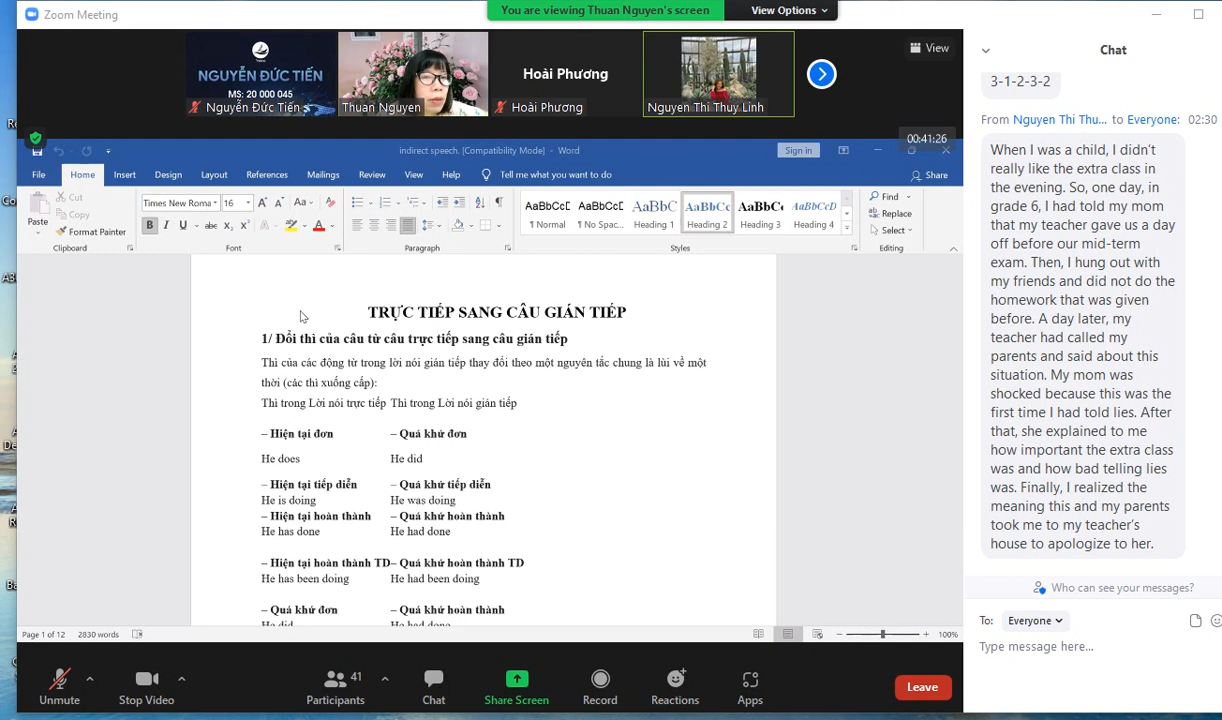 Zoom Meeting
You are viewing Thuan Nguyen's screen
View Options
NGUYỄN ĐỨC TIẾN
MS: 20 000 045
Nguyễn Đức Tiến
Thuan Nguyen
Hoài Phương
Hoài Phương
Nguyen Thi Thuy Linh
View
00:41:26
indirect speech. [Compatibility Mode] - Word
Sign in
File Home Insert Design Layout References Mailings Review View Help Tell me what you want to do
Share
Paste
Cut
Copy
Format Painter
Clipboard
Times New Roma 16
Font
Paragraph
AaBbCcDc AaBbCcDc AaBbC AaBbCc AaBbCc AaBbCcD
¶ Normal ¶ No Spac... Heading 1 Heading 2 Heading 3 Heading 4
Styles
Find
Replace
Select
Editing
TRỰC TIẾP SANG CÂU GIÁN TIẾP
1/ Đổi thì của câu từ câu trực tiếp sang câu gián tiếp
Thì của các động từ trong lời nói gián tiếp thay đổi theo một nguyên tắc chung là lùi về một
thời (các thì xuống cấp):
Thì trong Lời nói trực tiếp Thì trong Lời nói gián tiếp
– Hiện tại đơn – Quá khứ đơn
He does He did
– Hiện tại tiếp diễn – Quá khứ tiếp diễn
He is doing He was doing
– Hiện tại hoàn thành – Quá khứ hoàn thành
He has done He had done
– Hiện tại hoàn thành TD – Quá khứ hoàn thành TD
He has been doing He had been doing
– Quá khứ đơn – Quá khứ hoàn thành
He did He had done
Page 1 of 12 2830 words
100%
Unmute
Stop Video
Participants 41
Chat
Share Screen
Record
Reactions
Apps
Leave
Chat
3-1-2-3-2
From Nguyen Thi Thu... to Everyone: 02:30
When I was a child, I didn't
really like the extra class in
the evening. So, one day, in
grade 6, I had told my mom
that my teacher gave us a day
off before our mid-term
exam. Then, I hung out with
my friends and did not do the
homework that was given
before. A day later, my
teacher had called my
parents and said about this
situation. My mom was
shocked because this was the
first time I had told lies. After
that, she explained to me
how important the extra class
was and how bad telling lies
was. Finally, I realized the
meaning this and my parents
took me to my teacher's
house to apologize to her.
Who can see your messages?
To: Everyone
Type message here...